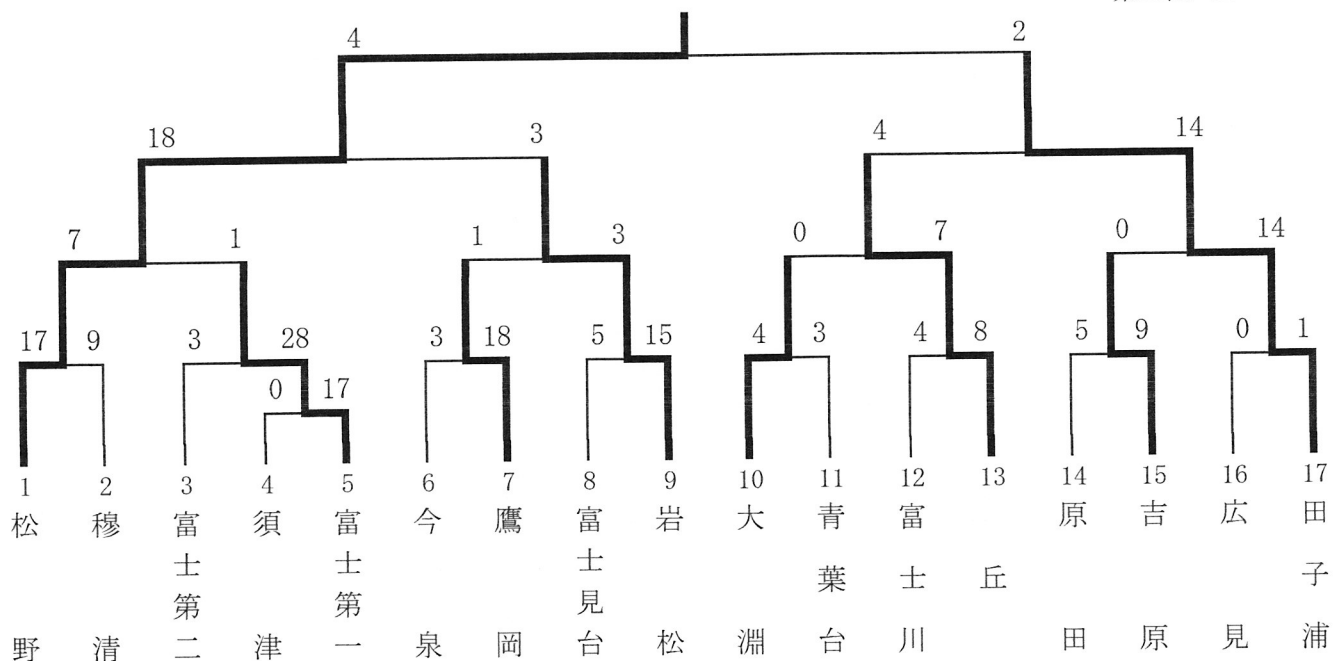 4 2
18 3 4 14
7 1 1 3 0 7 0 14
17 9 3 28 3 18 5 15 4 3 4 8 5 9 0 1
0 17
1 2 3 4 5 6 7 8 9 10 11 12 13 14 15 16 17
松野
穆清
富士第二
須津
富士第一
今泉
鷹岡
富士見台
岩松
大淵
青葉台
富士川
丘
原田
吉原
広見
田子浦